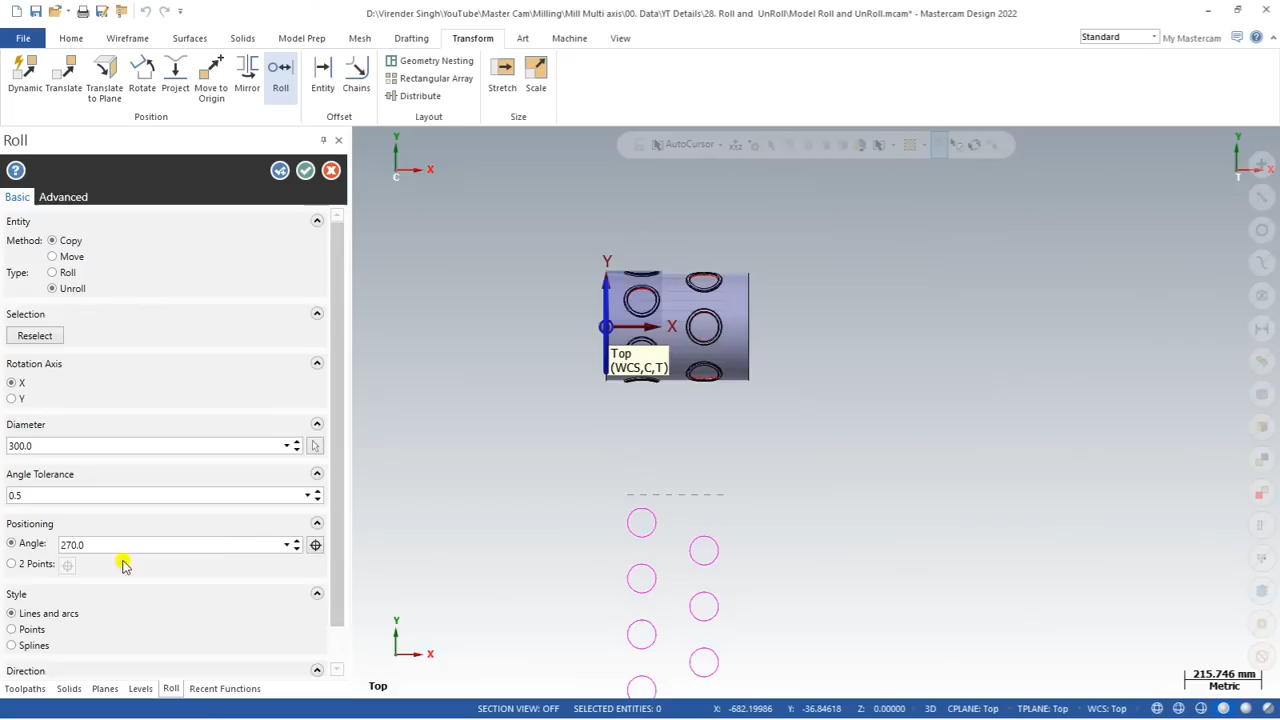 D:\Virender Singh\YouTube\Master Cam\Milling\Mill Multi axis\00. Data\YT Details\28. Roll and UnRoll\Model Roll and UnRoll.mcam* - Mastercam Design 2022
File Home Wireframe Surfaces Solids Model Prep Mesh Drafting Transform Art Machine View
Standard My Mastercam
Dynamic Translate Translate to Plane Rotate Project Move to Origin Mirror Roll Entity Chains Geometry Nesting Stretch Scale
Rectangular Array
Distribute
Position Offset Layout Size
Roll
Basic Advanced
Entity
Method: Copy
Move
Type: Roll
Unroll
Selection
Reselect
Rotation Axis
X
Y
Diameter
300.0
Angle Tolerance
0.5
Positioning
Angle: 270.0
2 Points:
Style
Lines and arcs
Points
Splines
Direction
Toolpaths Solids Planes Levels Roll Recent Functions
AutoCursor
Y
X
C
Y
X
T
Y
X
Top
(WCS,C,T)
Y
X
Top
215.746 mm
Metric
SECTION VIEW: OFF SELECTED ENTITIES: 0 X: -682.19986 Y: -36.84618 Z: 0.00000 3D CPLANE: Top TPLANE: Top WCS: Top